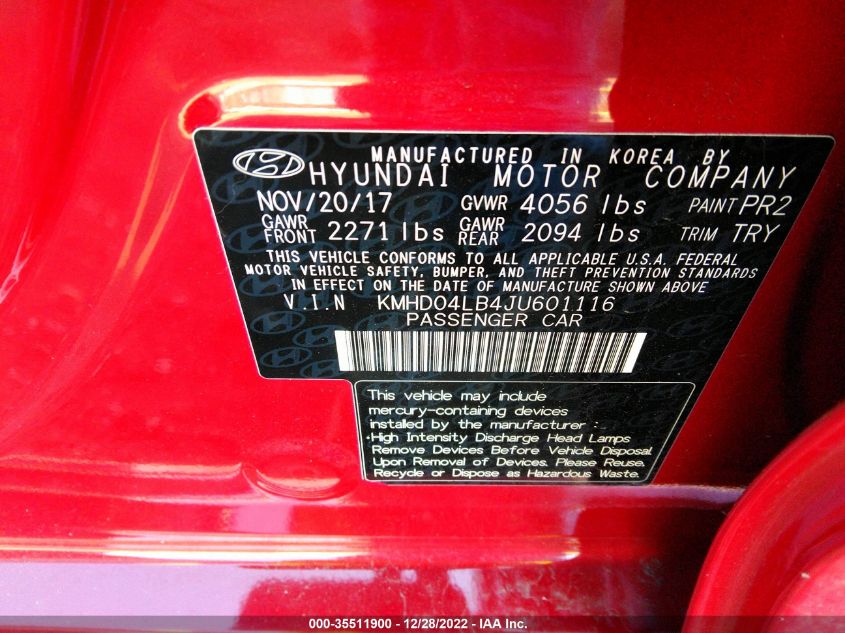 MANUFACTURED IN KOREA BY
HYUNDAI MOTOR COMPANY
NOV/20/17 GVWR 4056 lbs PAINT PR2
GAWR FRONT 2271 lbs GAWR REAR 2094 lbs TRIM TRY
THIS VEHICLE CONFORMS TO ALL APPLICABLE U.S.A. FEDERAL
MOTOR VEHICLE SAFETY, BUMPER, AND THEFT PREVENTION STANDARDS
IN EFFECT ON THE DATE OF MANUFACTURE SHOWN ABOVE
V.I.N KMHD04LB4JU601116
PASSENGER CAR
This vehicle may include
mercury-containing devices
installed by the manufacturer :
•High Intensity Discharge Head Lamps
Remove Devices Before Vehicle Disposal.
Upon Removal of Devices. Please Reuse,
Recycle or Dispose as Hazardous Waste.
000-35511900 - 12/28/2022 - IAA Inc.